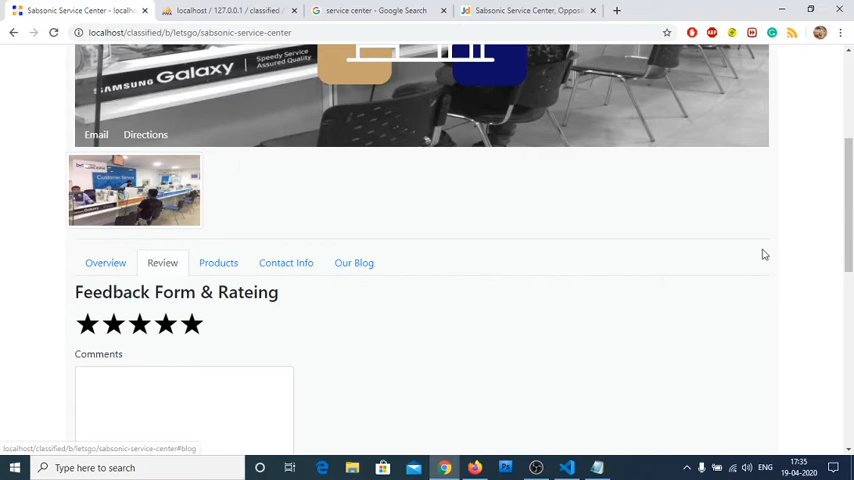 Sabsonic Service Center - localho
localhost / 127.0.0.1 / classified /
service center - Google Search
Sabsonic Service Center, Opposi
localhost/classified/b/letsgo/sabsonic-service-center
SAMSUNG Galaxy
Speedy Service
Assured Quality
Email Directions
Customer Service
Overview Review Products Contact Info Our Blog
Feedback Form & Rateing
Comments
localhost/classified/b/letsgo/sabsonic-service-center#blog
Type here to search
ENG
17:35
19-04-2020